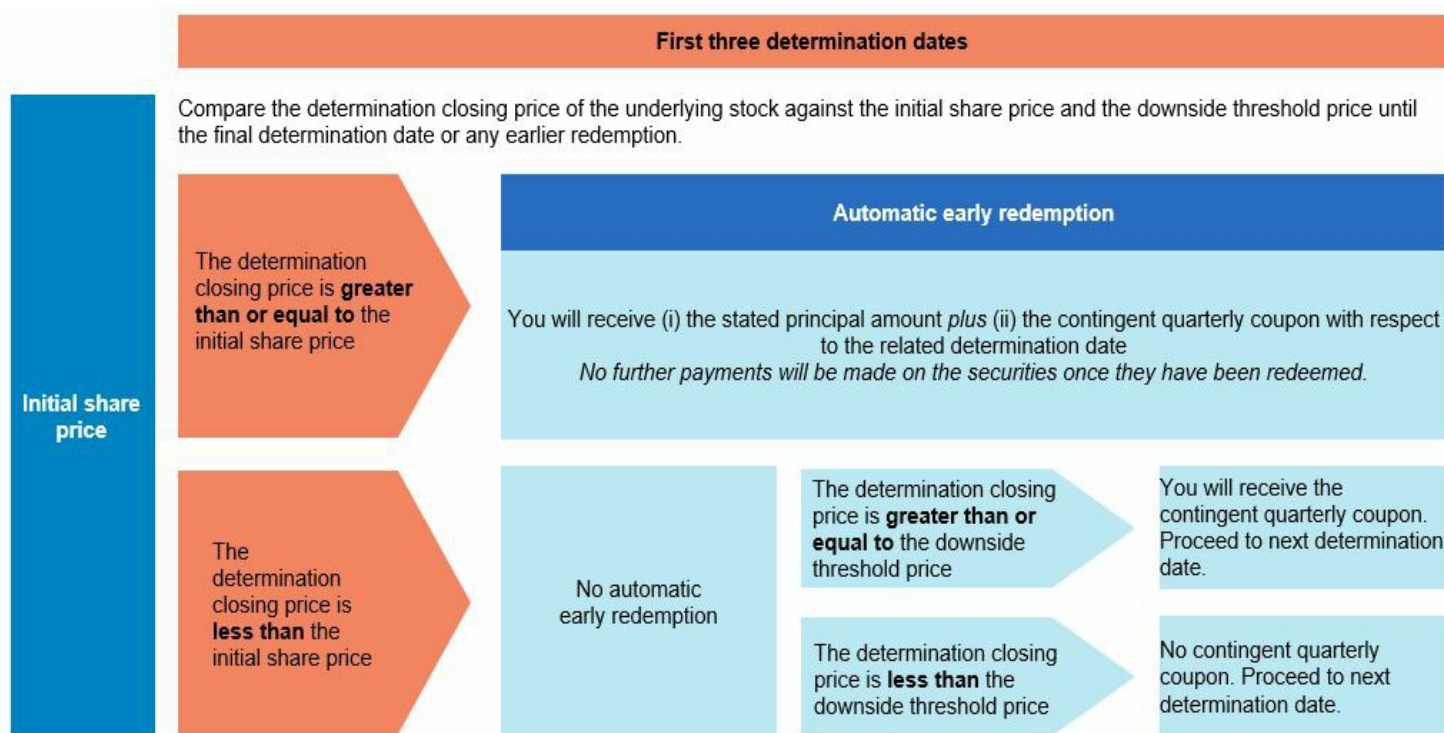 First three determination dates
Compare the determination closing price of the underlying stock against the initial share price and the downside threshold price until
the final determination date or any earlier redemption.
Initial share
price
The determination
closing price is greater
than or equal to the
initial share price
Automatic early redemption
You will receive (i) the stated principal amount plus (ii) the contingent quarterly coupon with respect
to the related determination date
No further payments will be made on the securities once they have been redeemed.
The
determination
closing price is
less than the
initial share price
No automatic
early redemption
The determination closing
price is greater than or
equal to the downside
threshold price
You will receive the
contingent quarterly coupon.
Proceed to next determination
date.
The determination closing
price is less than the
downside threshold price
No contingent quarterly
coupon. Proceed to next
determination date.